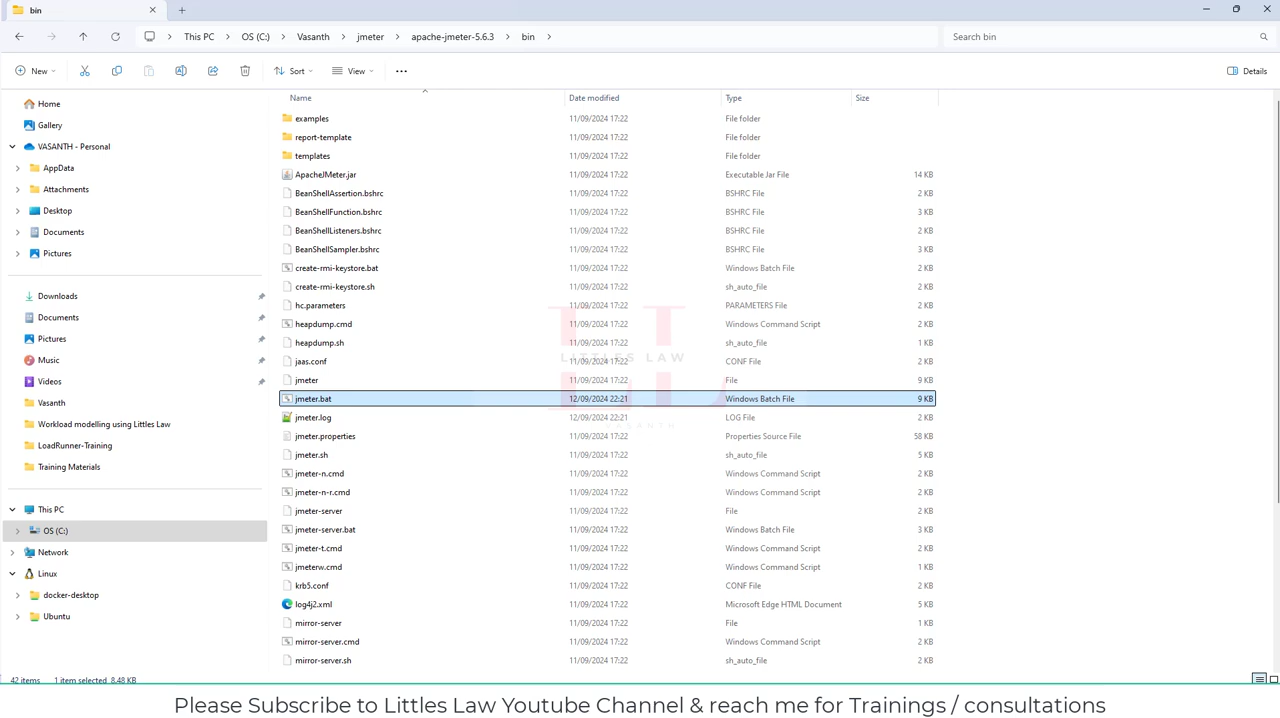 bin
This PC > OS (C:) > Vasanth > jmeter > apache-jmeter-5.6.3 > bin >
Search bin
New
Sort
View
Details
Home
Gallery
VASANTH - Personal
AppData
Attachments
Desktop
Documents
Pictures
Downloads
Documents
Pictures
Music
Videos
Vasanth
Workload modelling using Littles Law
LoadRunner-Training
Training Materials
This PC
OS (C:)
Network
Linux
docker-desktop
Ubuntu
Name Date modified Type Size
examples 11/09/2024 17:22 File folder
report-template 11/09/2024 17:22 File folder
templates 11/09/2024 17:22 File folder
ApacheJMeter.jar 11/09/2024 17:22 Executable Jar File 14 KB
BeanShellAssertion.bshrc 11/09/2024 17:22 BSHRC File 2 KB
BeanShellFunction.bshrc 11/09/2024 17:22 BSHRC File 3 KB
BeanShellListeners.bshrc 11/09/2024 17:22 BSHRC File 2 KB
BeanShellSampler.bshrc 11/09/2024 17:22 BSHRC File 3 KB
create-rmi-keystore.bat 11/09/2024 17:22 Windows Batch File 2 KB
create-rmi-keystore.sh 11/09/2024 17:22 sh_auto_file 2 KB
hc.parameters 11/09/2024 17:22 PARAMETERS File 2 KB
heapdump.cmd 11/09/2024 17:22 Windows Command Script 2 KB
heapdump.sh 11/09/2024 17:22 sh_auto_file 1 KB
jaas.conf 11/09/2024 17:22 CONF File 2 KB
jmeter 11/09/2024 17:22 File 9 KB
jmeter.bat 12/09/2024 22:21 Windows Batch File 9 KB
jmeter.log 12/09/2024 22:21 LOG File 2 KB
jmeter.properties 11/09/2024 17:22 Properties Source File 58 KB
jmeter.sh 11/09/2024 17:22 sh_auto_file 5 KB
jmeter-n.cmd 11/09/2024 17:22 Windows Command Script 2 KB
jmeter-n-r.cmd 11/09/2024 17:22 Windows Command Script 2 KB
jmeter-server 11/09/2024 17:22 File 2 KB
jmeter-server.bat 11/09/2024 17:22 Windows Batch File 3 KB
jmeter-t.cmd 11/09/2024 17:22 Windows Command Script 2 KB
jmeterw.cmd 11/09/2024 17:22 Windows Command Script 1 KB
krb5.conf 11/09/2024 17:22 CONF File 2 KB
log4j2.xml 11/09/2024 17:22 Microsoft Edge HTML Document 5 KB
mirror-server 11/09/2024 17:22 File 1 KB
mirror-server.cmd 11/09/2024 17:22 Windows Command Script 2 KB
mirror-server.sh 11/09/2024 17:22 sh_auto_file 2 KB
LITTLES LAW
VASANTH
42 items 1 item selected 8.48 KB
Please Subscribe to Littles Law Youtube Channel & reach me for Trainings / consultations